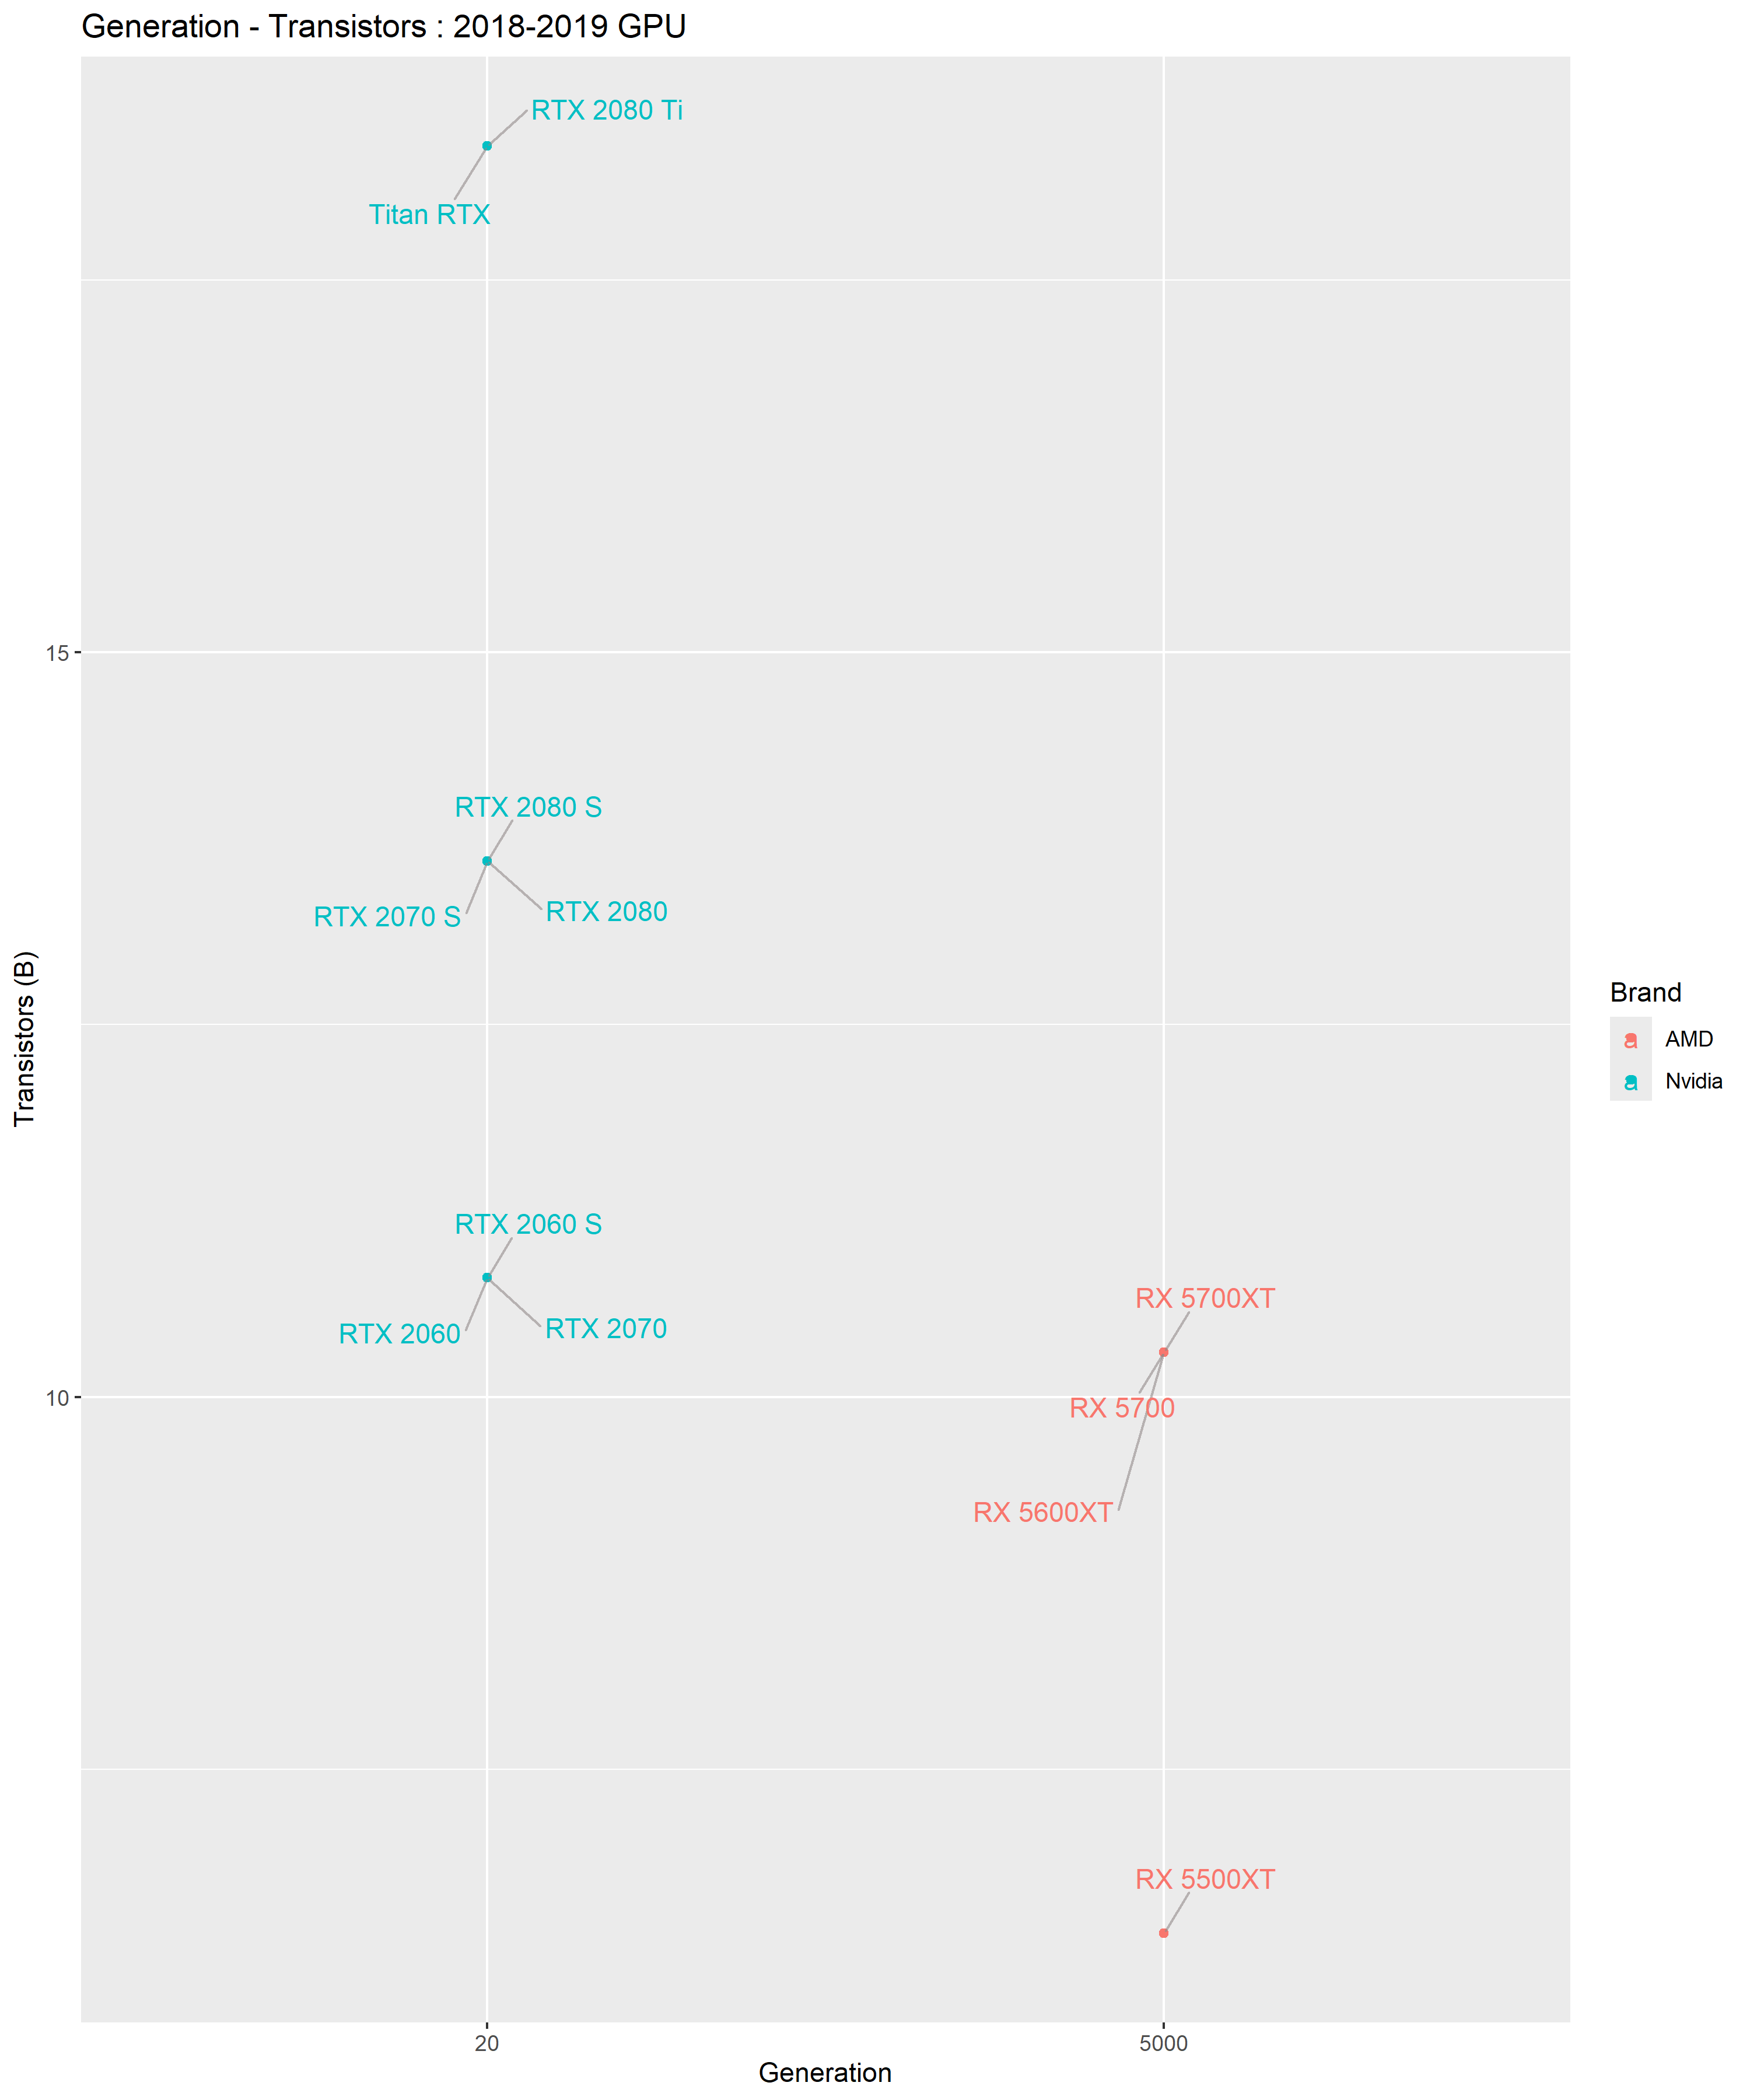 Generation - Transistors : 2018-2019 GPU
RTX 2080 Ti
Titan RTX
15
RTX 2080 S
RTX 2070 S
RTX 2080
Transistors (B)
Brand
a AMD
a Nvidia
RTX 2060 S
RTX 2060
RTX 2070
RX 5700XT
10
RX 5700
RX 5600XT
RX 5500XT
20
5000
Generation